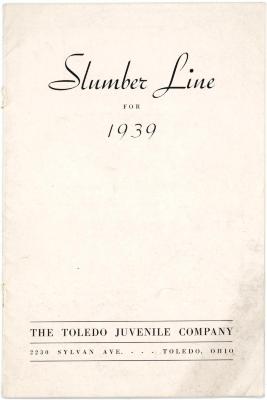 Slumber Line
FOR
1939
THE TOLEDO JUVENILE COMPANY
2230 SYLVAN AVE. - - - TOLEDO, OHIO